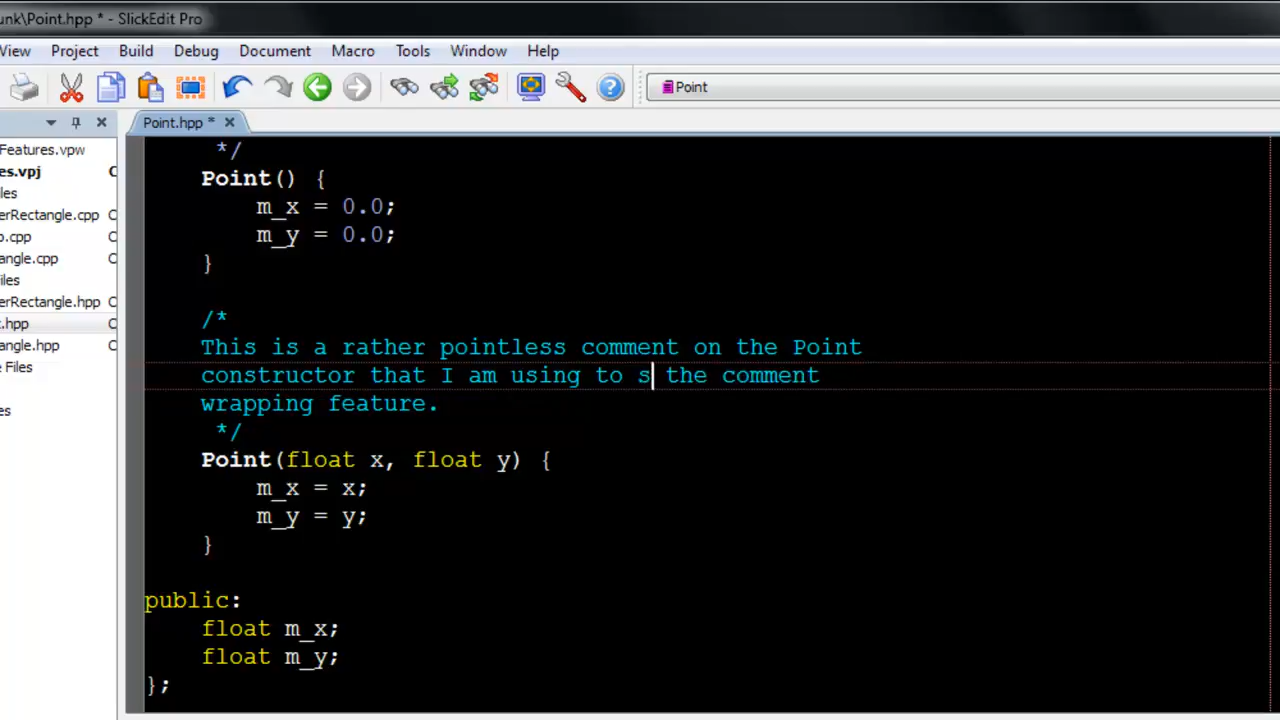 unk\Point.hpp * - SlickEdit Pro
View Project Build Debug Document Macro Tools Window Help
Point
Point.hpp *
Features.vpw
es.vpj C
les
erRectangle.cpp C
o.cpp C
angle.cpp C
iles
erRectangle.hpp C
t.hpp C
angle.hpp C
e Files
es
*/
Point() {
m_x = 0.0;
m_y = 0.0;
}
/*
This is a rather pointless comment on the Point
constructor that I am using to s the comment
wrapping feature.
*/
Point(float x, float y) {
m_x = x;
m_y = y;
}
public:
float m_x;
float m_y;
};